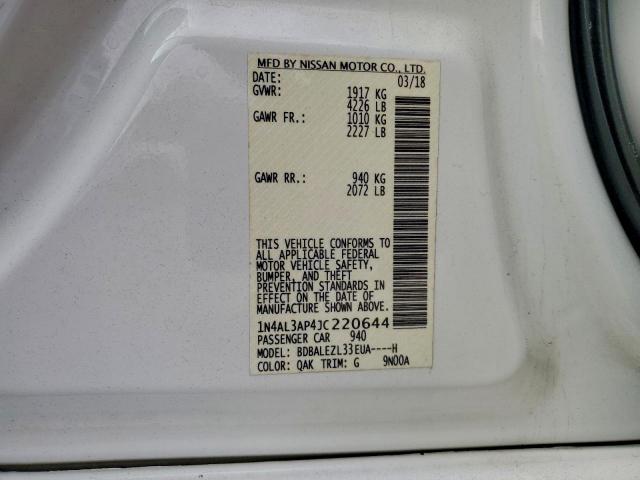 MFD BY NISSAN MOTOR CO., LTD.
DATE: 03/18
GVWR: 1917 KG
4226 LB
GAWR FR.: 1010 KG
2227 LB
GAWR RR.: 940 KG
2072 LB
THIS VEHICLE CONFORMS TO
ALL APPLICABLE FEDERAL
MOTOR VEHICLE SAFETY,
BUMPER, AND THEFT
PREVENTION STANDARDS IN
EFFECT ON THE DATE OF
MANUFACTURE SHOWN ABOVE.
1N4AL3AP4JC220644
PASSENGER CAR 940
MODEL: BDBALEZL33EUA----H
COLOR: QAK TRIM: G 9N00A